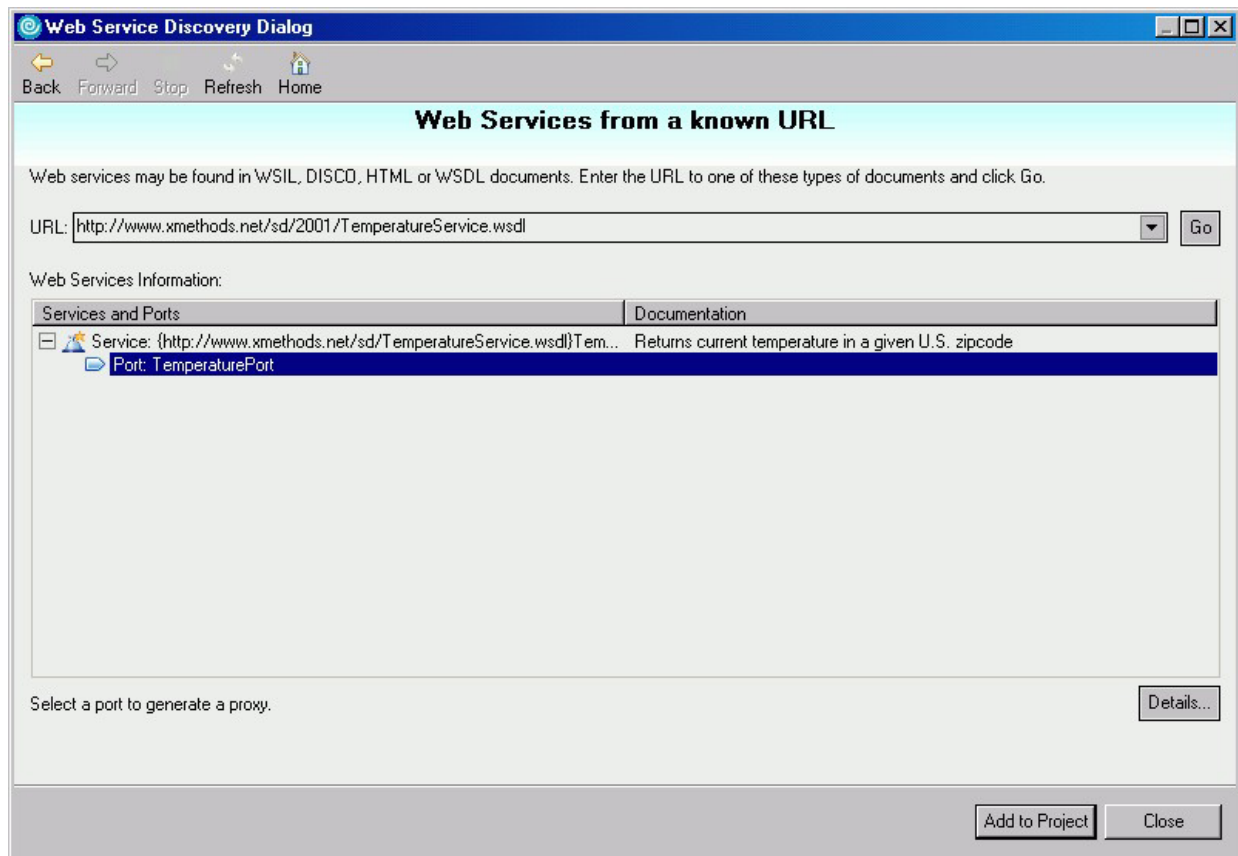 Web Service Discovery Dialog
Back Forward Stop Refresh Home
Web Services from a known URL
Web services may be found in WSIL, DISCO, HTML or WSDL documents. Enter the URL to one of these types of documents and click Go.
URL: http://www.xmethods.net/sd/2001/TemperatureService.wsdl Go
Web Services Information:
Services and Ports Documentation
Service: {http://www.xmethods.net/sd/TemperatureService.wsdl}Tem... Returns current temperature in a given U.S. zipcode
Port: TemperaturePort
Select a port to generate a proxy. Details...
Add to Project Close